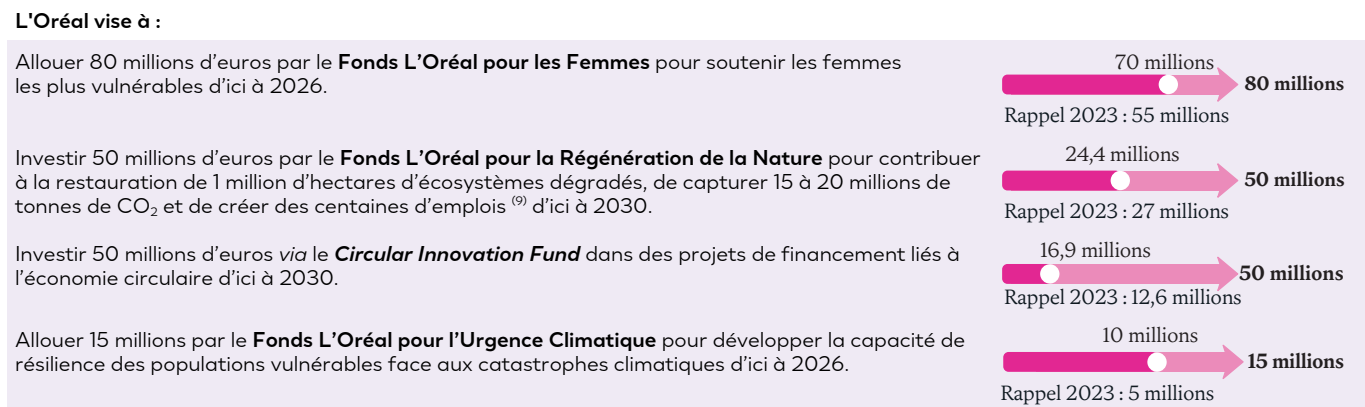 L'Oréal vise à :
Allouer 80 millions d'euros par le Fonds L'Oréal pour les Femmes pour soutenir les femmes
les plus vulnérables d'ici à 2026.
70 millions
80 millions
Rappel 2023 : 55 millions
Investir 50 millions d'euros par le Fonds L'Oréal pour la Régénération de la Nature pour contribuer
à la restauration de 1 million d'hectares d'écosystèmes dégradés, de capturer 15 à 20 millions de
tonnes de CO₂ et de créer des centaines d'emplois ⁽⁹⁾ d'ici à 2030.
24,4 millions
50 millions
Rappel 2023 : 27 millions
Investir 50 millions d'euros via le Circular Innovation Fund dans des projets de financement liés à
l'économie circulaire d'ici à 2030.
16,9 millions
50 millions
Rappel 2023 : 12,6 millions
Allouer 15 millions par le Fonds L'Oréal pour l'Urgence Climatique pour développer la capacité de
résilience des populations vulnérables face aux catastrophes climatiques d'ici à 2026.
10 millions
15 millions
Rappel 2023 : 5 millions